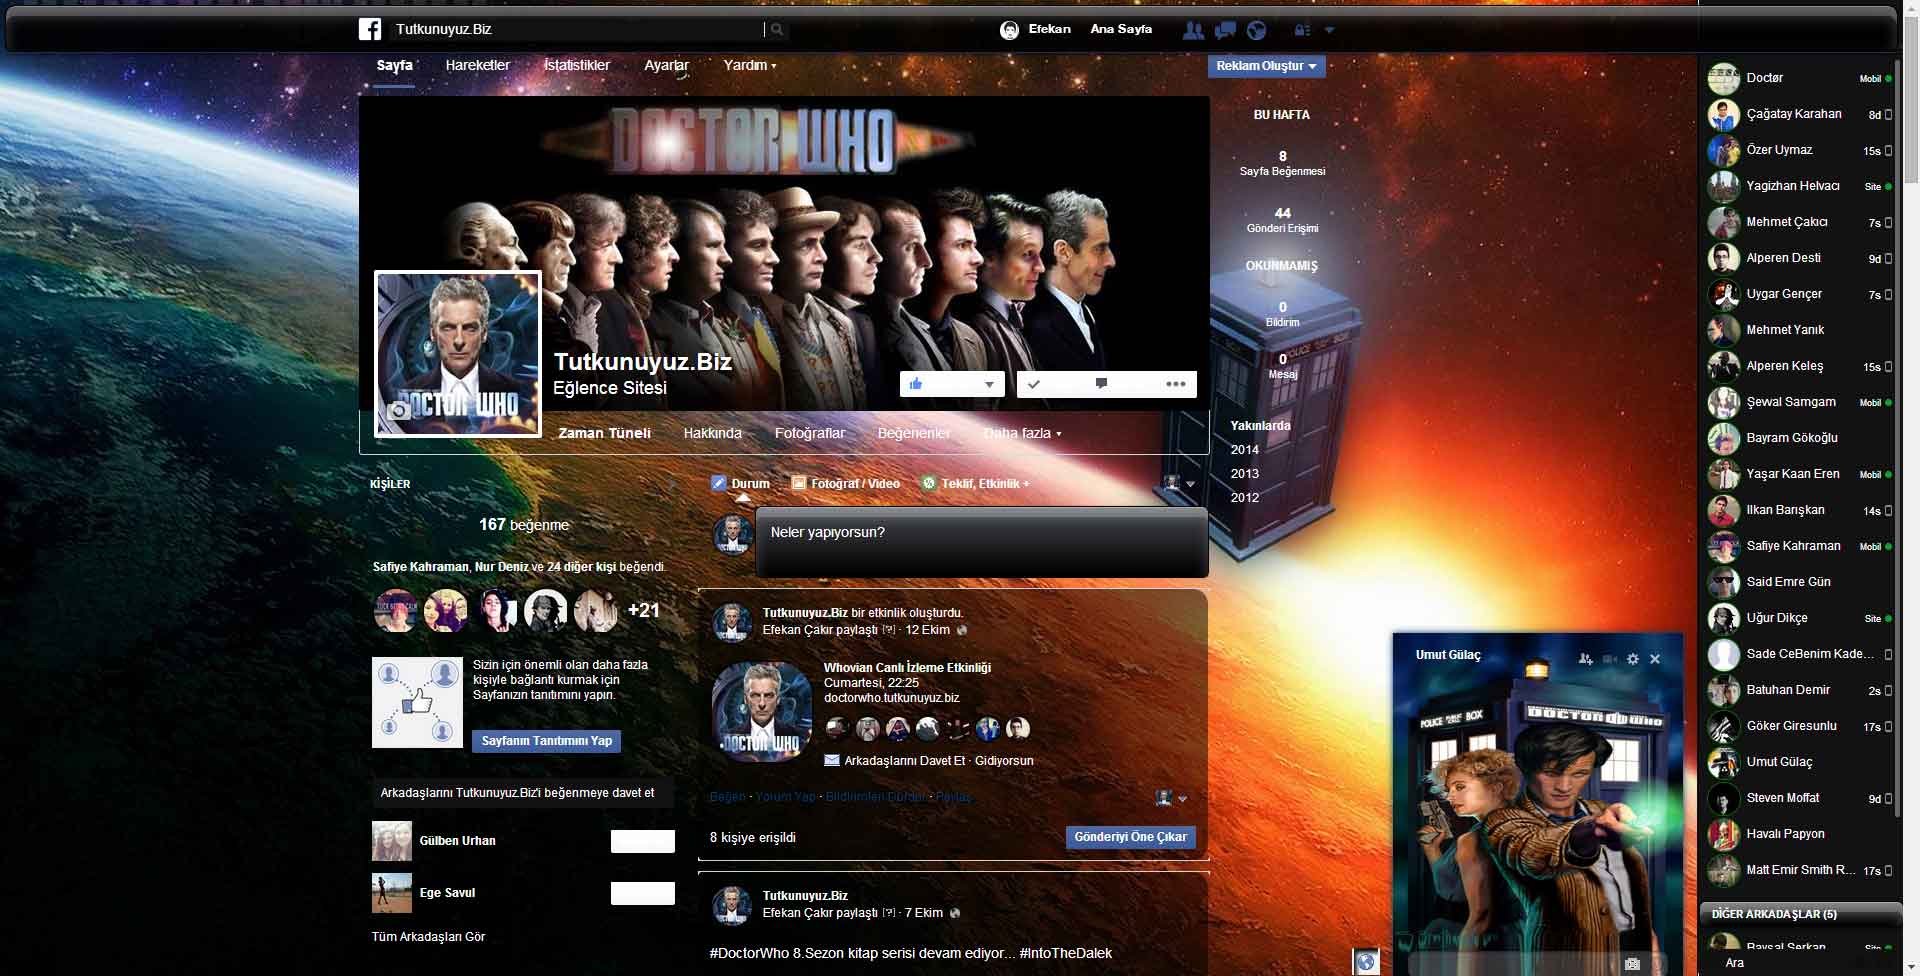 Tutkunuyuz.Biz
Efekan
Ana Sayfa
Sayfa
Hareketler
İstatistikler
Ayarlar
Yardım
Reklam Oluştur
DOCTOR WHO
DOCTOR WHO
Tutkunuyuz.Biz
Eğlence Sitesi
Zaman Tüneli
Hakkında
Fotoğraflar
Beğenenler
Daha fazla
BU HAFTA
8
Sayfa Beğenmesi
44
Gönderi Erişimi
OKUNMAMIŞ
0
Bildirim
0
Mesaj
POLICE BOX
Yakınlarda
2014
2013
2012
KİŞİLER
167 beğenme
Safiye Kahraman, Nur Deniz ve 24 diğer kişi beğendi.
+21
Sizin için önemli olan daha fazla
kişiyle bağlantı kurmak için
Sayfanızın tanıtımını yapın.
Sayfanın Tanıtımını Yap
Arkadaşlarını Tutkunuyuz.Biz'i beğenmeye davet et
Gülben Urhan
Ege Savul
Tüm Arkadaşları Gör
Durum
Fotoğraf / Video
Teklif, Etkinlik +
Neler yapıyorsun?
Tutkunuyuz.Biz bir etkinlik oluşturdu.
Efekan Çakır paylaştı [?] · 12 Ekim
DOCTOR WHO
Whovian Canlı İzleme Etkinliği
Cumartesi, 22:25
doctorwho.tutkunuyuz.biz
Arkadaşlarını Davet Et · Gidiyorsun
Beğen · Yorum Yap · Bildirimleri Durdur · Paylaş
8 kişiye erişildi
Gönderiyi Öne Çıkar
Tutkunuyuz.Biz
Efekan Çakır paylaştı [?] · 7 Ekim
#DoctorWho 8.Sezon kitap serisi devam ediyor... #IntoTheDalek
Umut Gülaç
POLICE BOX
DOCTOR WHO
Doctør Mobil
Çağatay Karahan 8d
Özer Uymaz 15s
Yagizhan Helvacı Site
Mehmet Çakıcı 7s
Alperen Desti 9d
Uygar Gençer 7s
Mehmet Yanık
Alperen Keleş 15s
Şewal Samgam Mobil
Bayram Gökoğlu
Yaşar Kaan Eren Mobil
Ilkan Barışkan 14s
Safiye Kahraman Mobil
Said Emre Gün
Uğur Dikçe Site
Sade CeBenim Kade...
Batuhan Demir 2s
Göker Giresunlu 17s
Umut Gülaç
Steven Moffat 9d
Havalı Papyon
Matt Emir Smith R... 17s
DİĞER ARKADAŞLAR (5)
Baysal Serkan Site
Ara